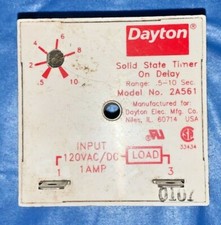 Dayton
Solid State Timer
On Delay
Range: .5-10 Sec.
Model No. 2A561
Manufactured for:
Dayton Elec. Mfg. Co.
Niles, IL 60714 USA
INPUT
120VAC/DC
LOAD
1AMP
1
3